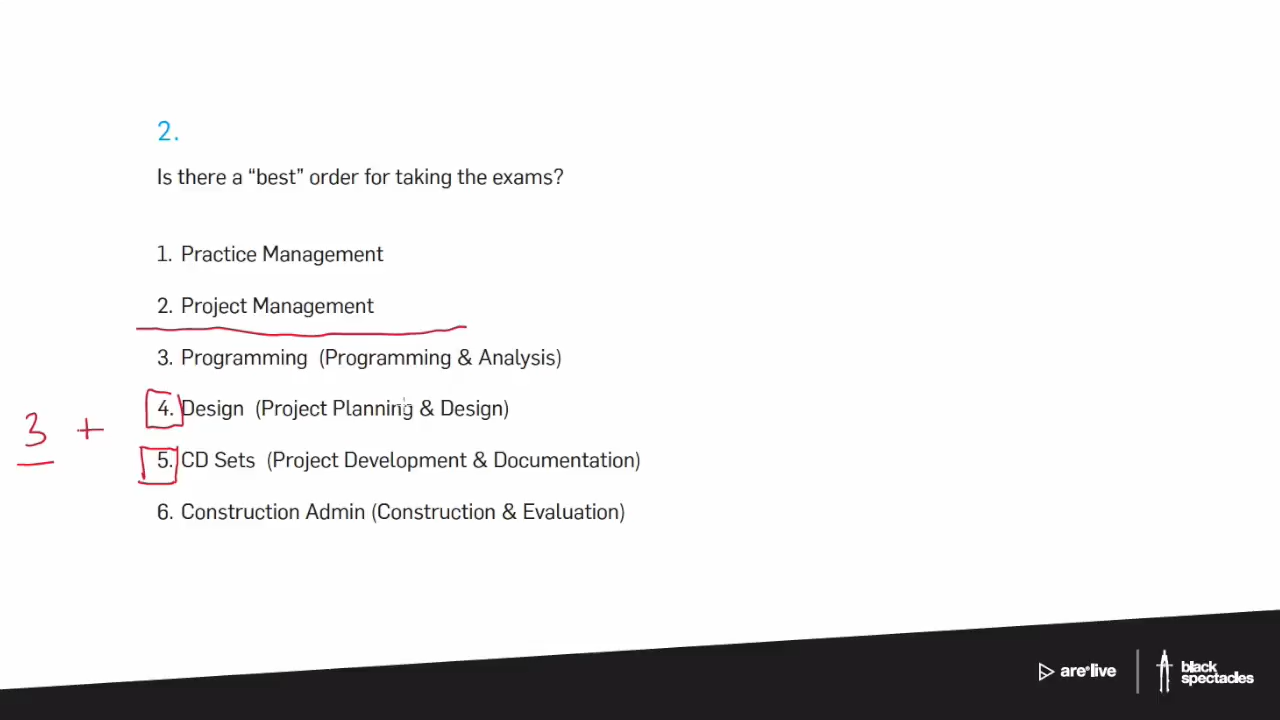 2.
Is there a “best” order for taking the exams?
1. Practice Management
2. Project Management
3. Programming (Programming & Analysis)
4. Design (Project Planning & Design)
3 +
5. CD Sets (Project Development & Documentation)
6. Construction Admin (Construction & Evaluation)
are•live
black
spectacles